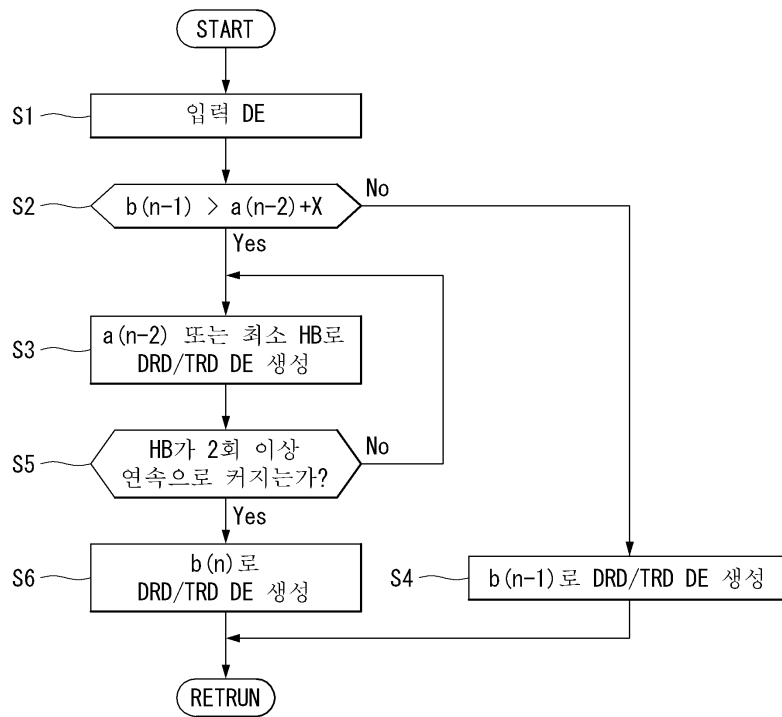 START
S1
입력 DE
S2
b(n-1) > a(n-2)+X
No
Yes
S3
a(n-2) 또는 최소 HB로
DRD/TRD DE 생성
S5
HB가 2회 이상
연속으로 커지는가?
No
Yes
S6
b(n)로
DRD/TRD DE 생성
S4
b(n-1)로 DRD/TRD DE 생성
RETRUN